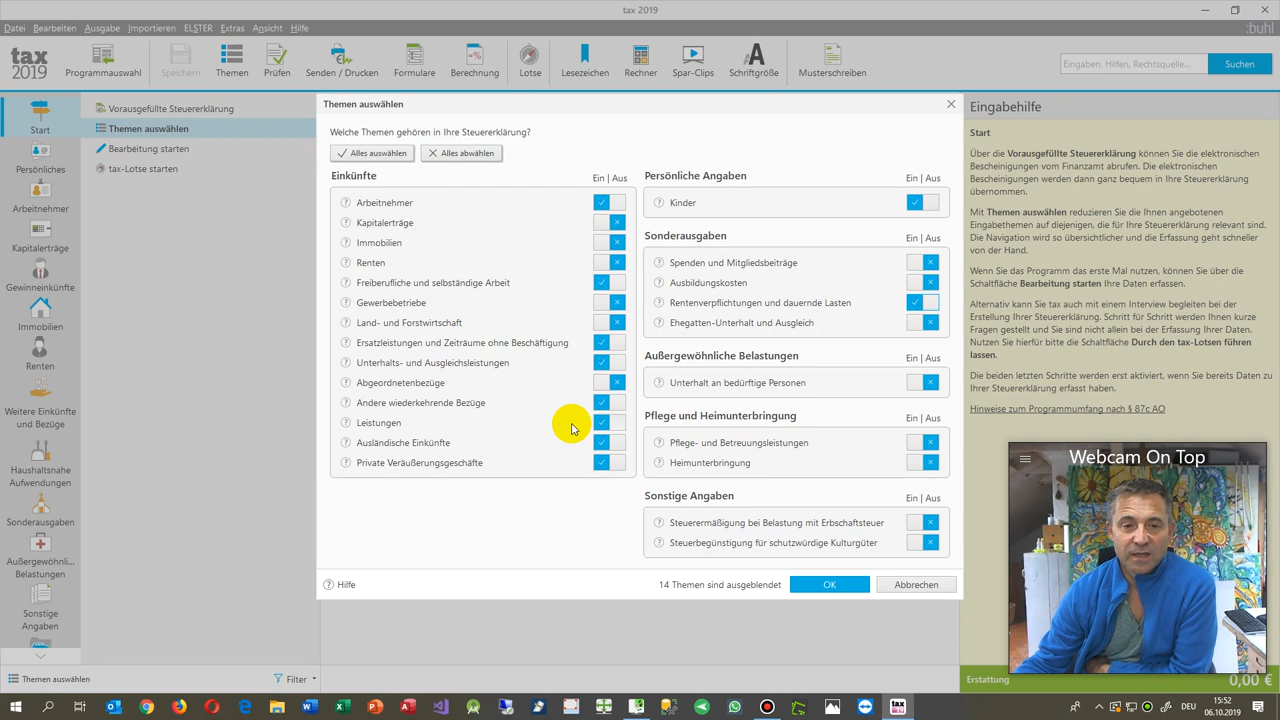 tax 2019
Datei Bearbeiten Ausgabe Importieren ELSTER Extras Ansicht Hilfe
:buhl
tax 2019
Programmauswahl Speichern Themen Prüfen Senden / Drucken Formulare Berechnung Lotse Lesezeichen Rechner Spar-Clips Schriftgröße Musterschreiben
Eingaben, Hilfen, Rechtsquelle... Suchen
Start
Persönliches
Arbeitnehmer
Kapitalerträge
Gewinneinkünfte
Immobilien
Renten
Weitere Einkünfte und Bezüge
Haushaltsnahe Aufwendungen
Sonderausgaben
Außergewöhnli... Belastungen
Sonstige Angaben
Vorausgefüllte Steuererklärung
Themen auswählen
Bearbeitung starten
tax-Lotse starten
Themen auswählen
Welche Themen gehören in Ihre Steuererklärung?
Alles auswählen Alles abwählen
Einkünfte Ein | Aus
Arbeitnehmer
Kapitalerträge
Immobilien
Renten
Freiberufliche und selbständige Arbeit
Gewerbebetriebe
Land- und Forstwirtschaft
Ersatzleistungen und Zeiträume ohne Beschäftigung
Unterhalts- und Ausgleichsleistungen
Abgeordnetenbezüge
Andere wiederkehrende Bezüge
Leistungen
Ausländische Einkünfte
Private Veräußerungsgeschäfte
Persönliche Angaben Ein | Aus
Kinder
Sonderausgaben Ein | Aus
Spenden und Mitgliedsbeiträge
Ausbildungskosten
Rentenverpflichtungen und dauernde Lasten
Ehegatten-Unterhalt und Ausgleich
Außergewöhnliche Belastungen Ein | Aus
Unterhalt an bedürftige Personen
Pflege und Heimunterbringung Ein | Aus
Pflege- und Betreuungsleistungen
Heimunterbringung
Sonstige Angaben Ein | Aus
Steuerermäßigung bei Belastung mit Erbschaftsteuer
Steuerbegünstigung für schutzwürdige Kulturgüter
Hilfe 14 Themen sind ausgeblendet OK Abbrechen
Eingabehilfe
Start
Über die Vorausgefüllte Steuererklärung können Sie die elektronischen
Bescheinigungen vom Finanzamt abrufen. Die elektronischen
Bescheinigungen werden dann ganz bequem in Ihre Steuererklärung
übernommen.
Mit Themen auswählen reduzieren Sie die Ihnen angebotenen
Eingabethemen auf diejenigen, die für Ihre Steuererklärung relevant sind.
Die Navigation wird so übersichtlicher und die Erfassung geht schneller
von der Hand.
Wenn Sie das Programm das erste Mal nutzen, können Sie über die
Schaltfläche Bearbeitung starten Ihre Daten erfassen.
Alternativ kann Sie tax auch mit einem Interview begleiten bei der
Erstellung Ihrer Steuererklärung. Schritt für Schritt werden Ihnen kurze
Fragen gestellt und Sie sind nicht allein bei der Erfassung Ihrer Daten.
Nutzen Sie hierfür bitte die Schaltfläche Durch den tax-Lotsen führen
lassen.
Die beiden letzten Schritte werden erst aktiviert, wenn Sie bereits Daten zu
Ihrer Steuererklärung erfasst haben.
Hinweise zum Programmumfang nach § 87c AO
Webcam On Top
Themen auswählen Filter
Erstattung 0,00 €
DEU
15:52
06.10.2019
tax